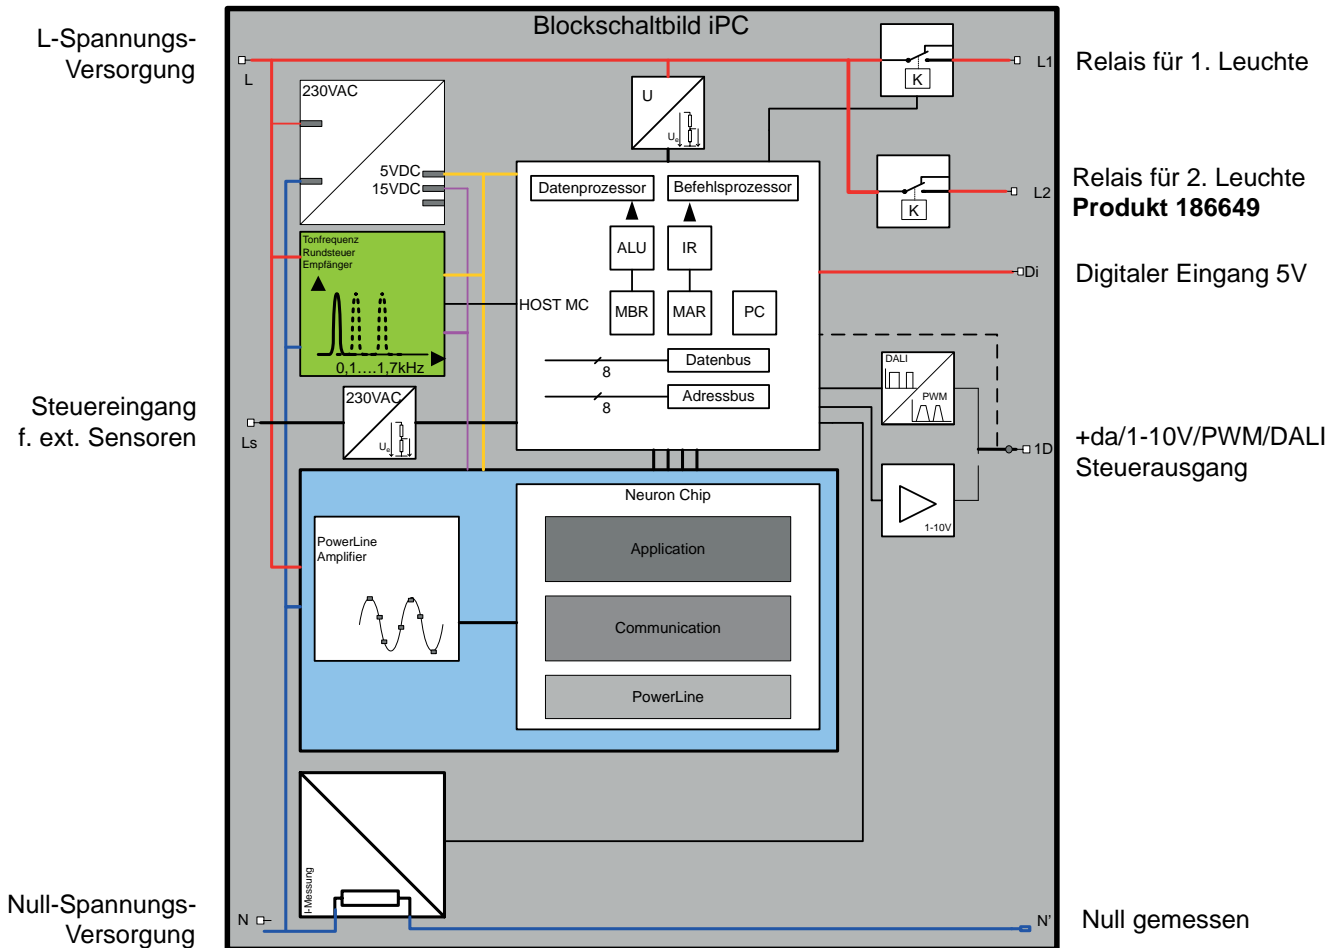 Blockschaltbild iPC
L-Spannungs-
Versorgung
L
L1
Relais für 1. Leuchte
K
230VAC
5VDC
15VDC
U
Ue
L2
Relais für 2. Leuchte
Produkt 186649
K
Datenprozessor
Befehlsprozessor
ALU
IR
MBR
MAR
PC
HOST MC
Datenbus
8
Adressbus
8
Tonfrequenz
Rundsteuer
Empfänger
0,1....1,7kHz
Di
Digitaler Eingang 5V
Steuereingang
f. ext. Sensoren
Ls
230VAC
Ue
DALI
PWM
1-10V
1D
+da/1-10V/PWM/DALI
Steuerausgang
PowerLine
Amplifier
Neuron Chip
Application
Communication
PowerLine
I-Messung
Null-Spannungs-
Versorgung
N
N'
Null gemessen